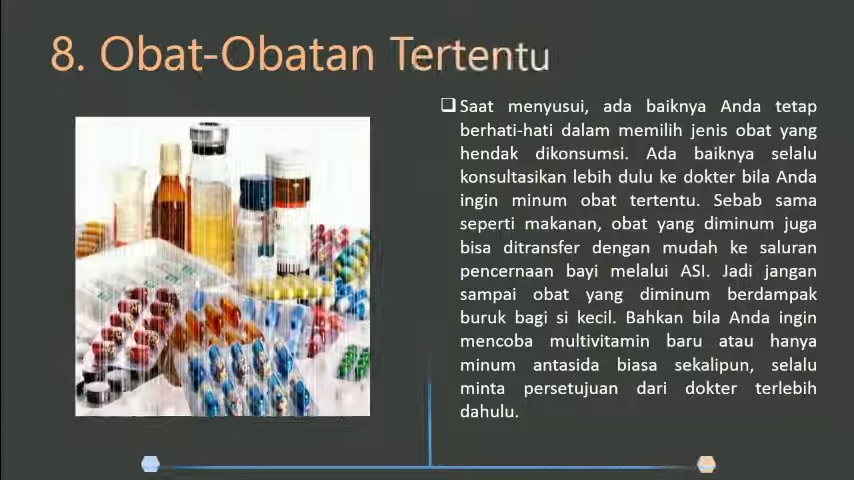 8. Obat-Obatan Tertentu
Saat menyusui, ada baiknya Anda tetap
berhati-hati dalam memilih jenis obat yang
hendak dikonsumsi. Ada baiknya selalu
konsultasikan lebih dulu ke dokter bila Anda
ingin minum obat tertentu. Sebab sama
seperti makanan, obat yang diminum juga
bisa ditransfer dengan mudah ke saluran
pencernaan bayi melalui ASI. Jadi jangan
sampai obat yang diminum berdampak
buruk bagi si kecil. Bahkan bila Anda ingin
mencoba multivitamin baru atau hanya
minum antasida biasa sekalipun, selalu
minta persetujuan dari dokter terlebih
dahulu.